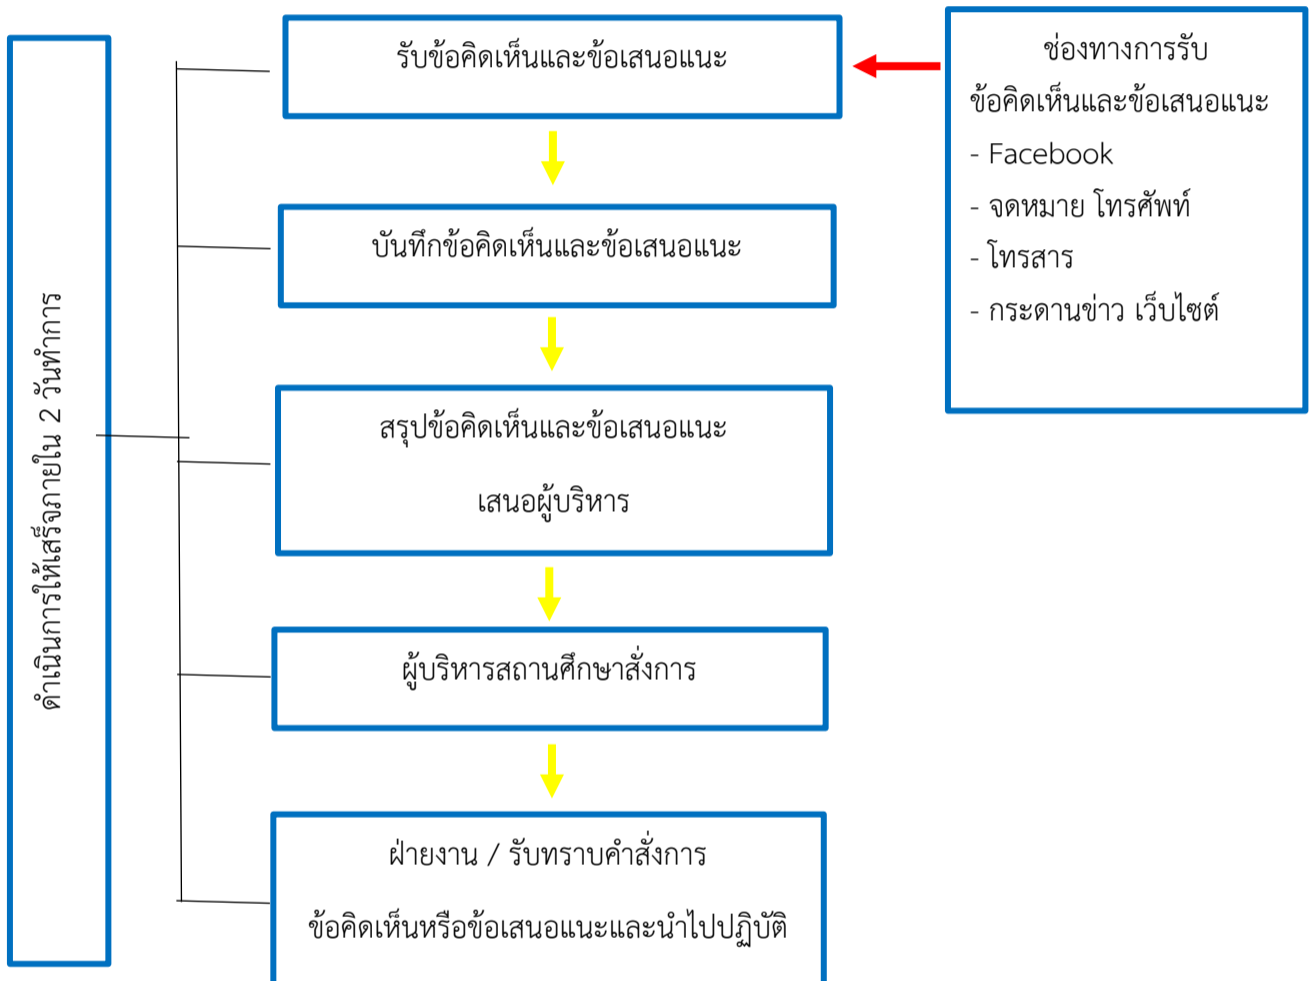 ดำเนินการให้เสร็จภายใน 2 วันทำการ
รับข้อคิดเห็นและข้อเสนอแนะ
บันทึกข้อคิดเห็นและข้อเสนอแนะ
สรุปข้อคิดเห็นและข้อเสนอแนะ
เสนอผู้บริหาร
ผู้บริหารสถานศึกษาสั่งการ
ฝ่ายงาน / รับทราบคำสั่งการ
ข้อคิดเห็นหรือข้อเสนอแนะและนำไปปฏิบัติ
ช่องทางการรับ
ข้อคิดเห็นและข้อเสนอแนะ
- Facebook
- จดหมาย โทรศัพท์
- โทรสาร
- กระดานข่าว เว็บไซต์